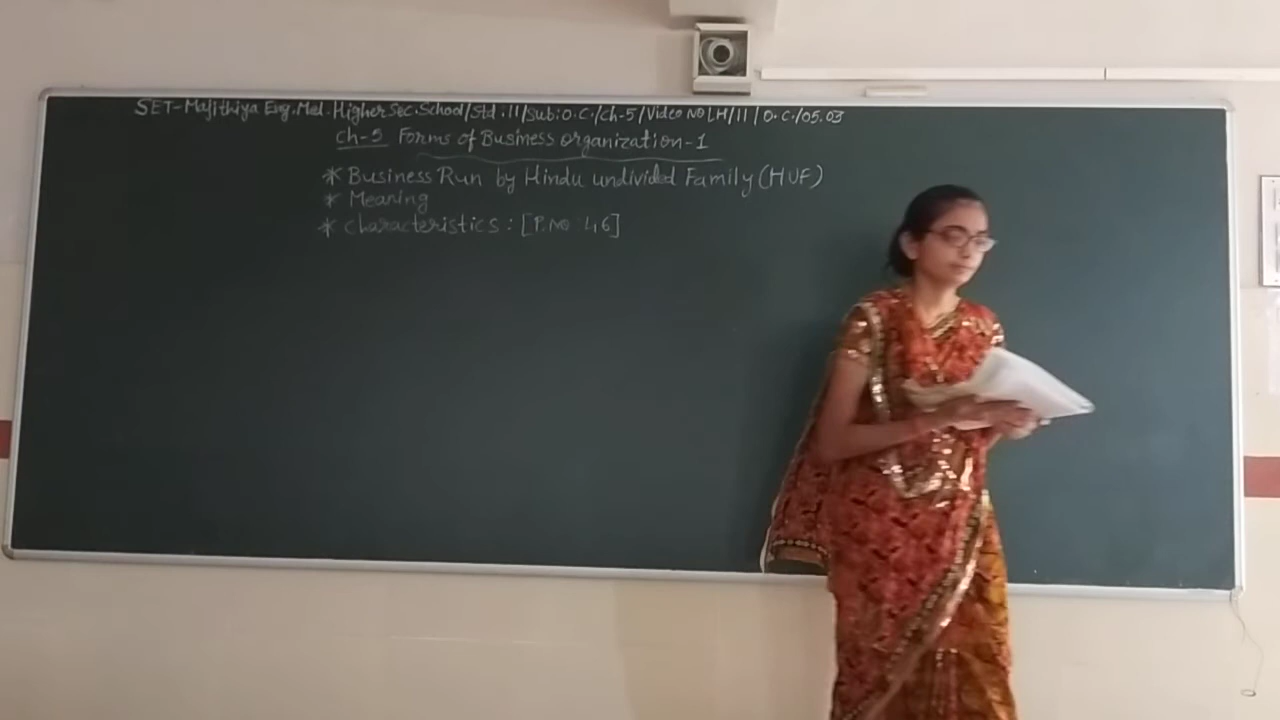 SET-Majithiya Eng.Med.Higher Sec.School/Std.11/Sub:O.C./ch-5/Video No LH/11/O.C./05.03
Ch-5 Forms of Business organization-1
* Business Run by Hindu undivided Family (HUF)
* Meaning
* characteristics : [P.No 46]